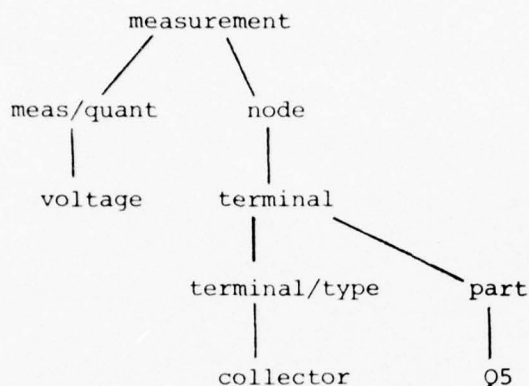 measurement
meas/quant node
voltage terminal
terminal/type part
collector Q5